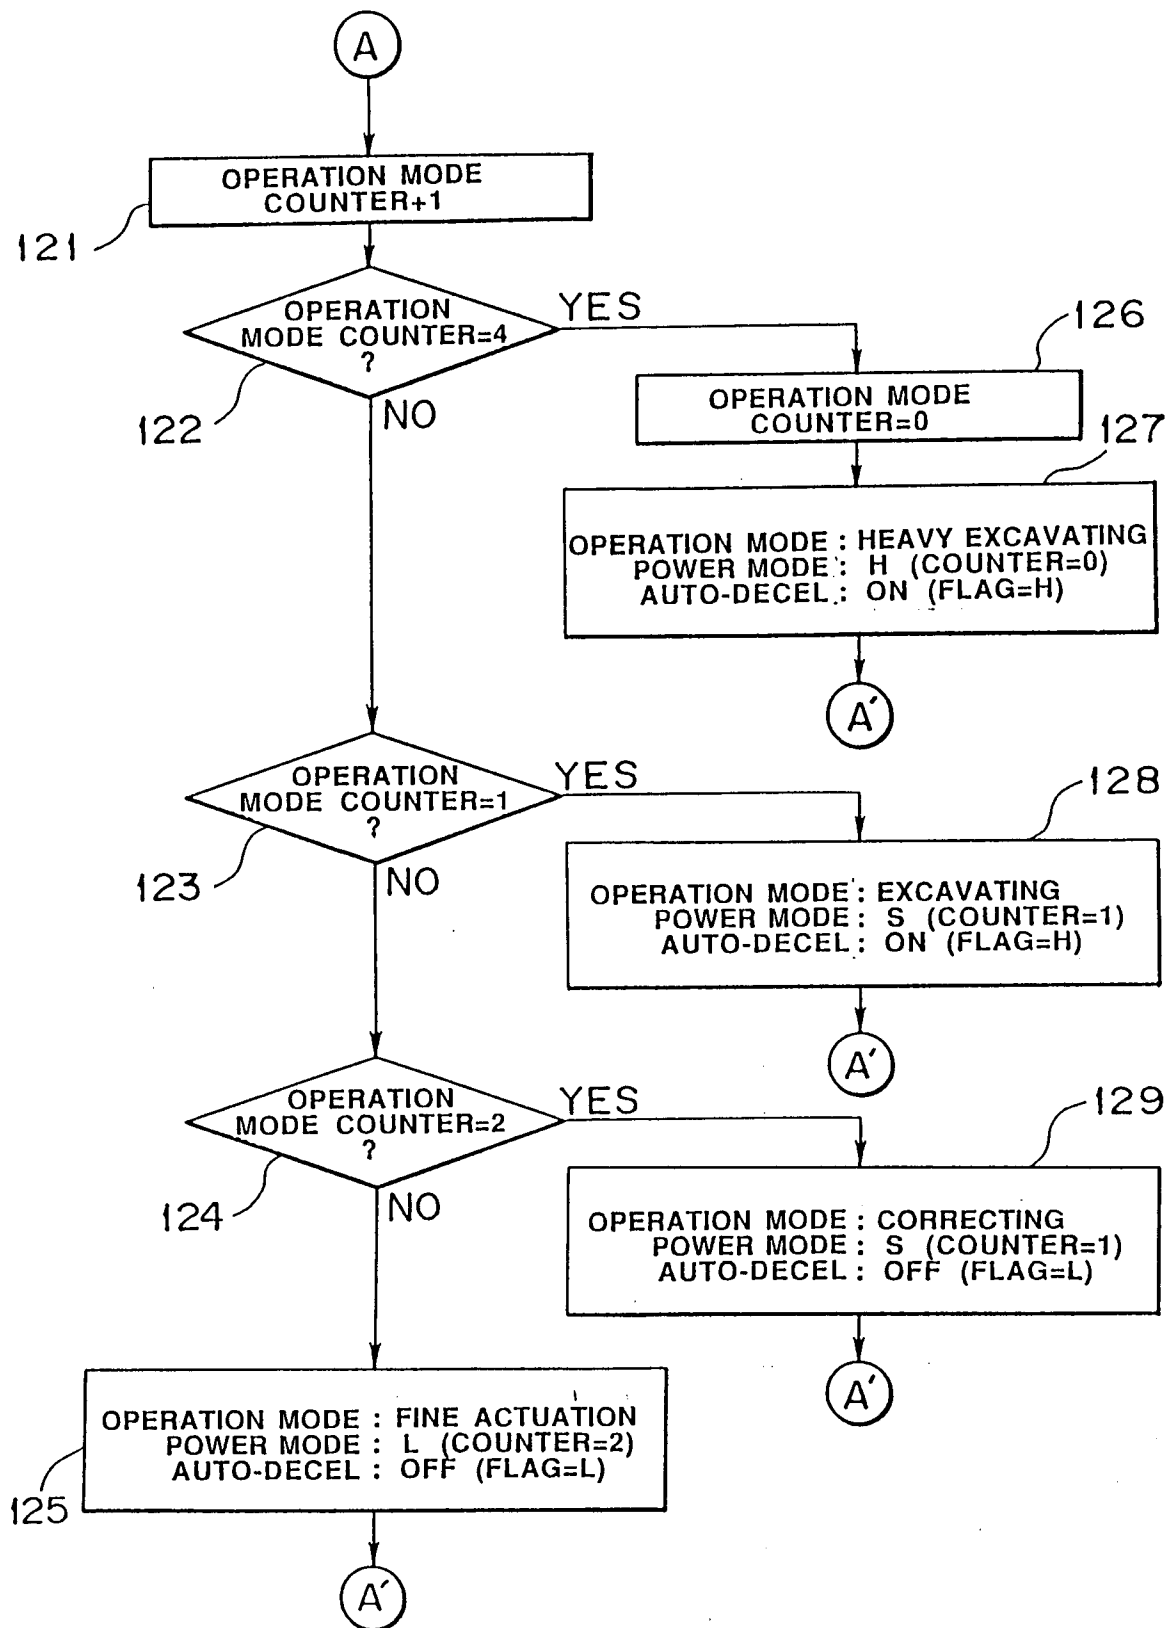 A
OPERATION MODE
COUNTER+1
121
OPERATION
MODE COUNTER=4
?
YES
122
NO
126
OPERATION MODE
COUNTER=0
127
OPERATION MODE : HEAVY EXCAVATING
POWER MODE : H (COUNTER=0)
AUTO-DECEL : ON (FLAG=H)
A'
OPERATION
MODE COUNTER=1
?
YES
123
NO
128
OPERATION MODE : EXCAVATING
POWER MODE : S (COUNTER=1)
AUTO-DECEL : ON (FLAG=H)
A'
OPERATION
MODE COUNTER=2
?
YES
124
NO
129
OPERATION MODE : CORRECTING
POWER MODE : S (COUNTER=1)
AUTO-DECEL : OFF (FLAG=L)
A'
OPERATION MODE : FINE ACTUATION
POWER MODE : L (COUNTER=2)
AUTO-DECEL : OFF (FLAG=L)
125
A'